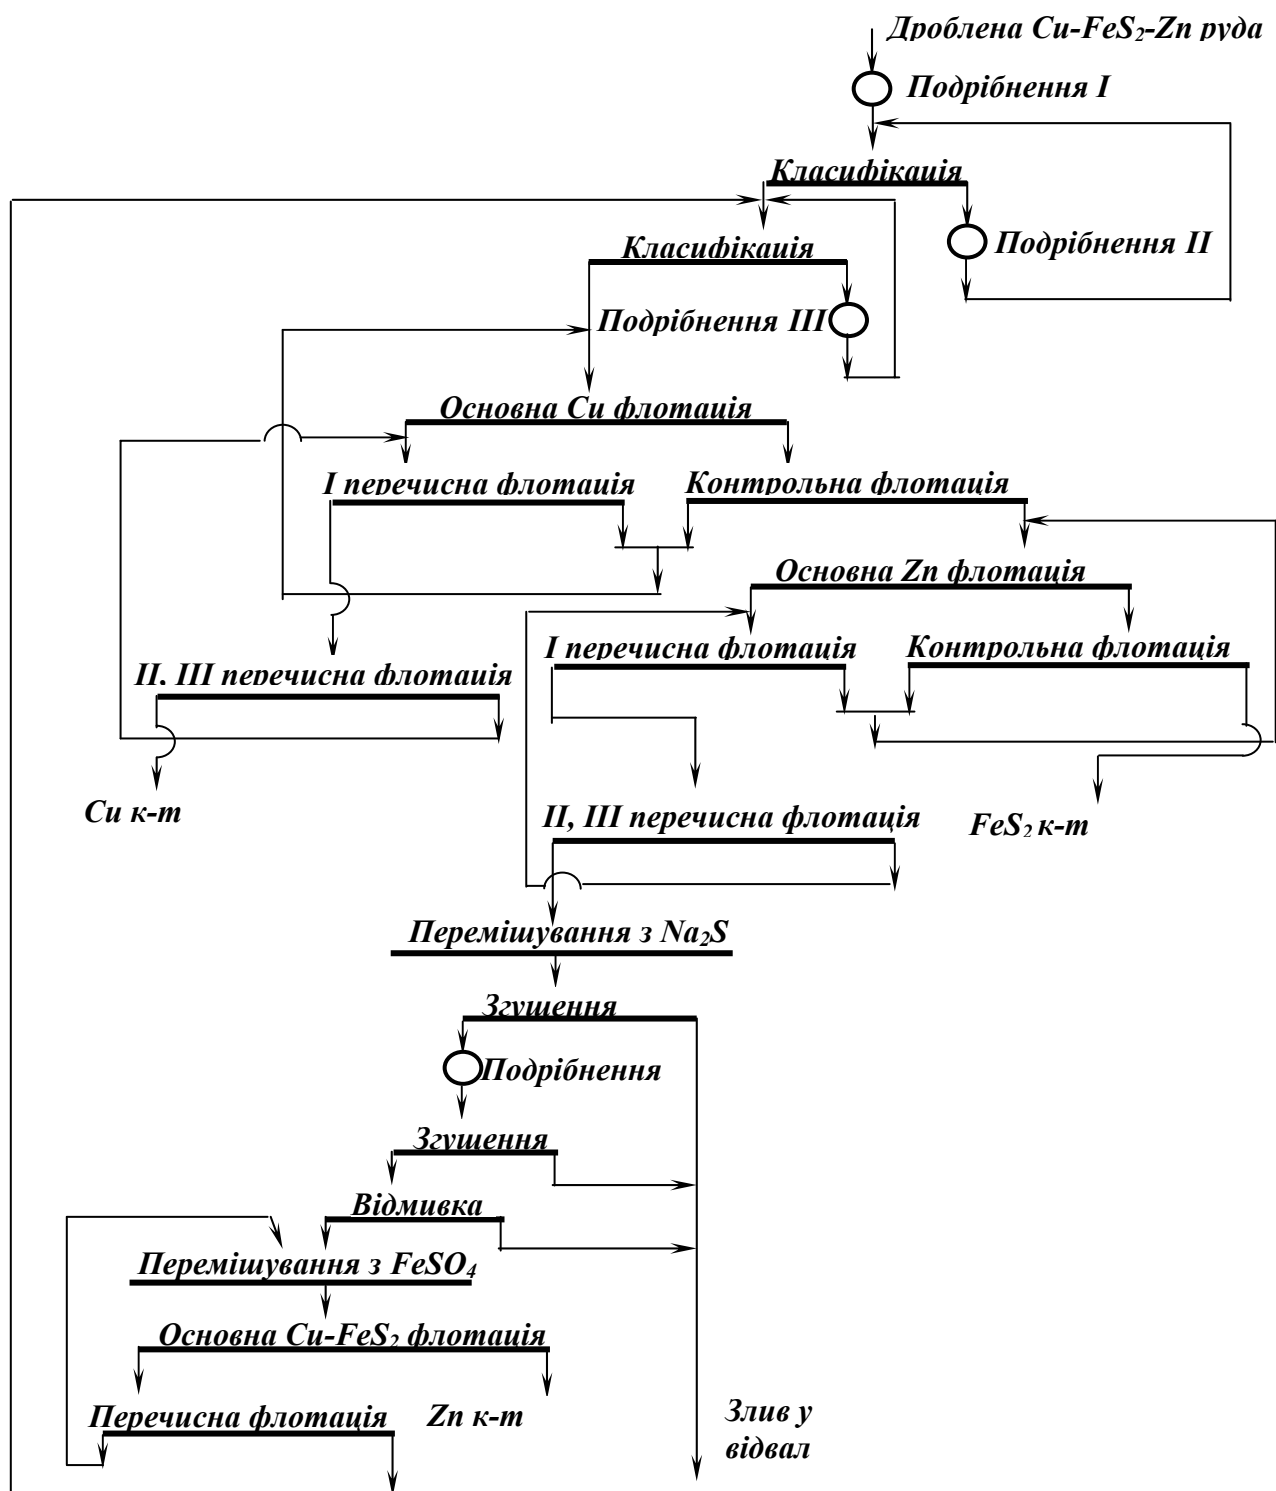 Дроблена Cu-FeS₂-Zn руда
Подрібнення I
Класифікація
Класифікація
Подрібнення II
Подрібнення III
Основна Cu флотація
I перечисна флотація
Контрольна флотація
Основна Zn флотація
I перечисна флотація
Контрольна флотація
II, III перечисна флотація
Cu к-т
II, III перечисна флотація
FeS₂ к-т
Перемішування з Na₂S
Згущення
Подрібнення
Згущення
Відмивка
Перемішування з FeSO₄
Основна Cu-FeS₂ флотація
Перечисна флотація
Zn к-т
Злив у
відвал